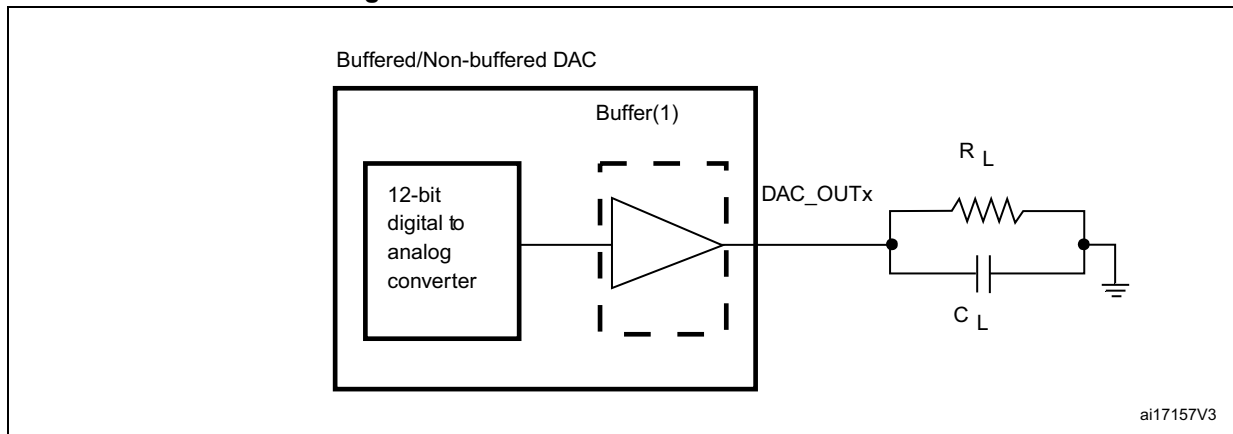 Buffered/Non-buffered DAC
Buffer(1)
12-bit
digital to
analog
converter
DAC_OUTx
R L
C L
ai17157V3